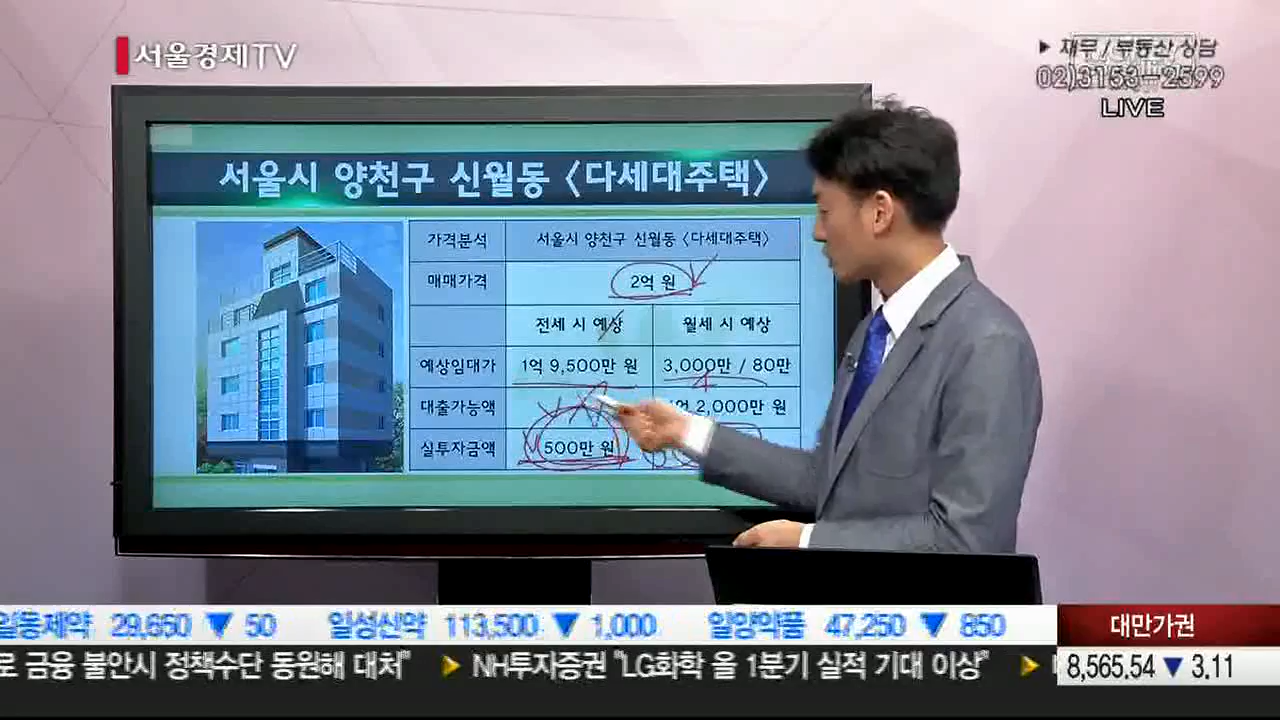 서울경제TV
▶ 재무 / 부동산 상담
02)3153-2599
LIVE
서울시 양천구 신월동 <다세대주택>
가격분석 서울시 양천구 신월동 <다세대주택>
매매가격 2억 원
전세 시 예상 월세 시 예상
예상임대가 1억 9,500만 원 3,000만 / 80만
대출가능액 억 2,000만 원
실투자금액 500만 원
일동제약 29,650 ▼ 50 일성신약 113,500 ▼ 1,000 일양약품 47,250 ▼ 850
대만가권
로 금융 불안시 정책수단 동원해 대처" ▶ NH투자증권 "LG화학 올 1분기 실적 기대 이상" ▶
8,565.54 ▼ 3.11